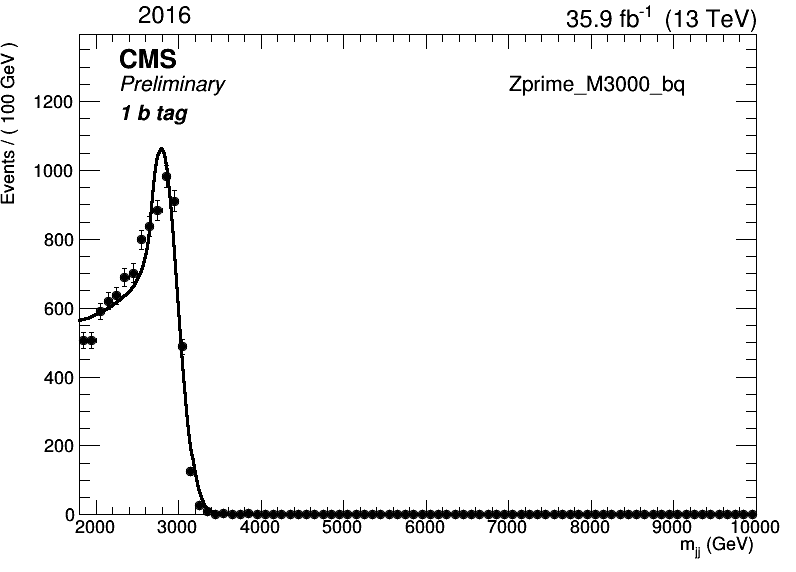 2016
35.9 fb-1 (13 TeV)
CMS
Preliminary
1 b tag
Zprime_M3000_bq
Events / ( 100 GeV )
1200
1000
800
600
400
200
0
2000 3000 4000 5000 6000 7000 8000 9000 10000
mjj (GeV)